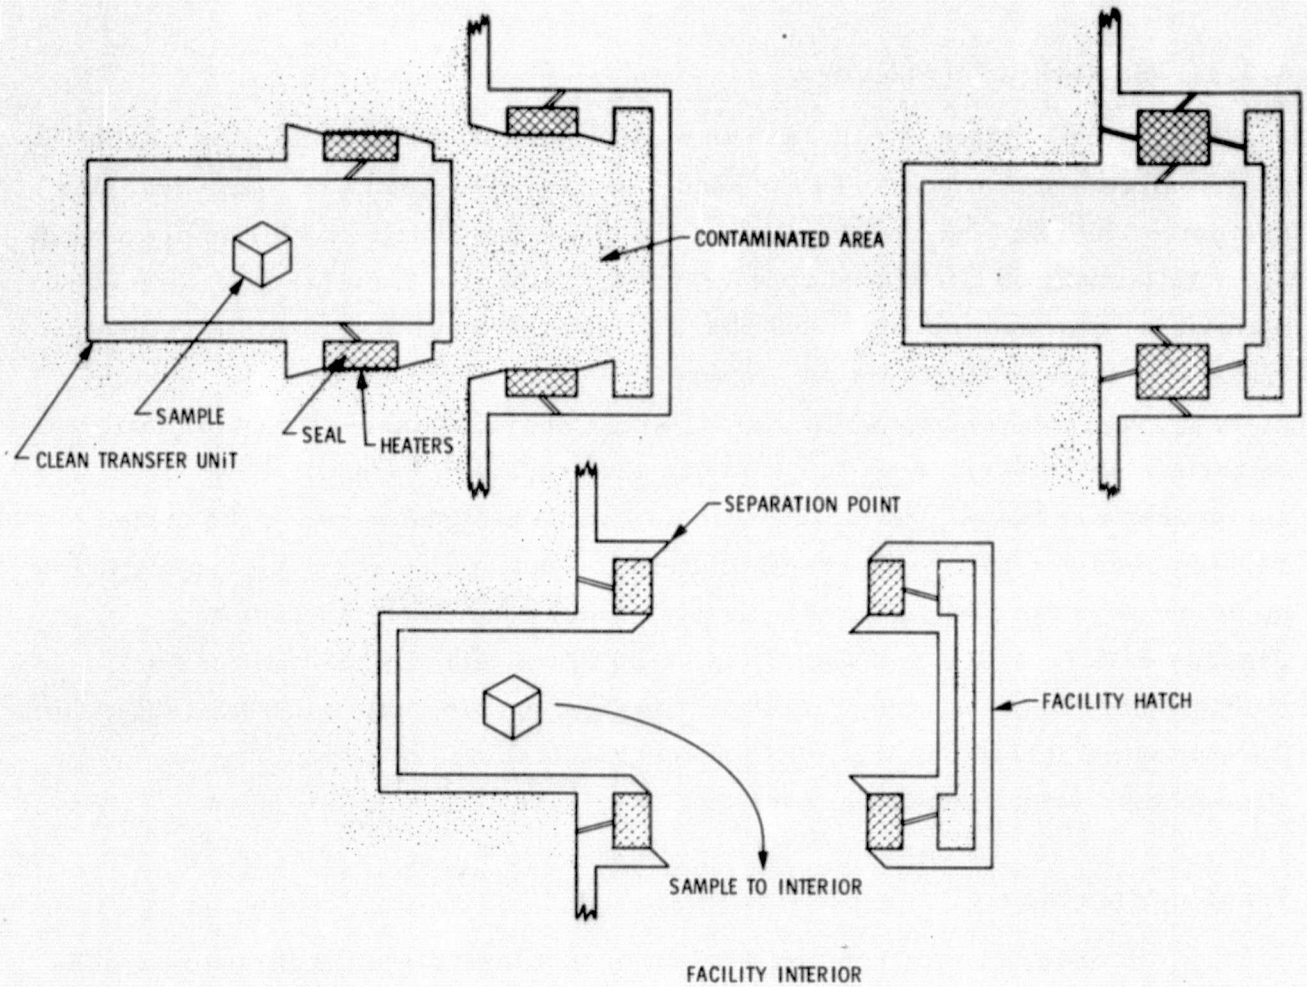 CONTAMINATED AREA
SAMPLE
SEAL
HEATERS
CLEAN TRANSFER UNiT
SEPARATION POINT
FACILITY HATCH
SAMPLE TO INTERIOR
FACILITY INTERIOR